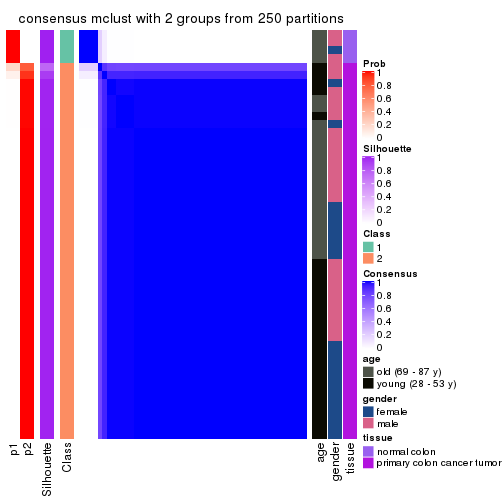 consensus mclust with 2 groups from 250 partitions
Prob
1
0.8
0.6
0.4
0.2
0
Silhouette
1
0.8
0.6
0.4
0.2
0
Class
1
2
Consensus
1
0.8
0.6
0.4
0.2
0
age
old (69 - 87 y)
young (28 - 53 y)
gender
female
male
tissue
normal colon
primary colon cancer tumor
p1
p2
Silhouette
Class
age
gender
tissue